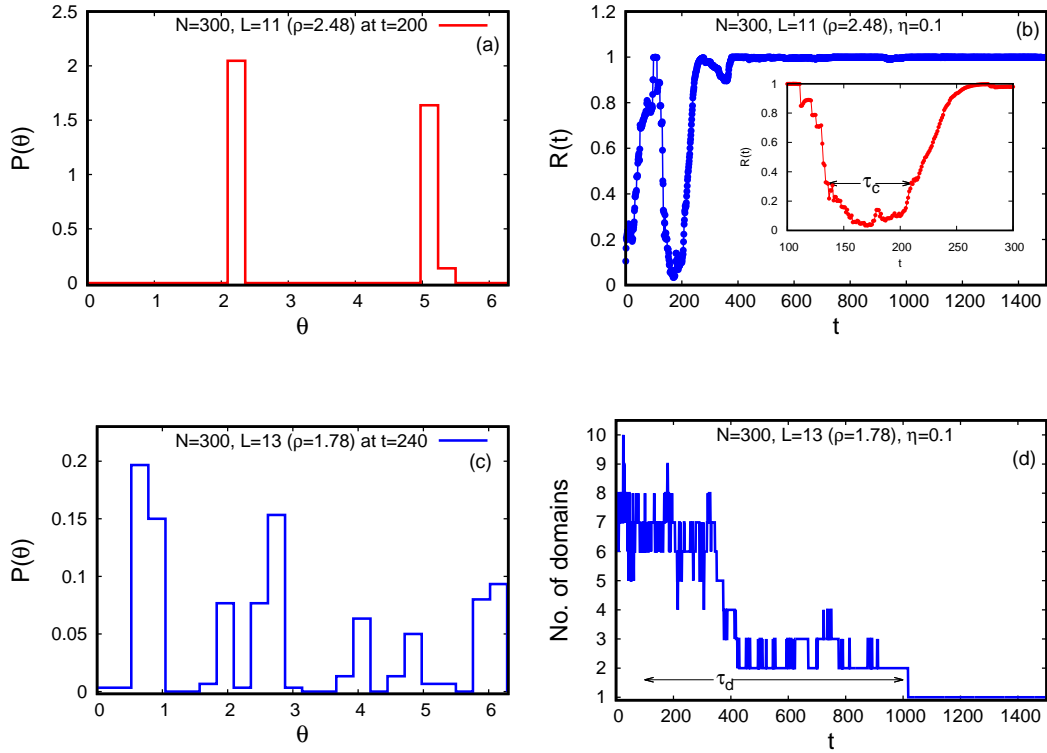 N=300, L=11 (ρ=2.48) at t=200
(a)
P(θ)
2.5
2
1.5
1
0.5
0
0 1 2 3 4 5 6
θ
N=300, L=11 (ρ=2.48), η=0.1
(b)
R(t)
1.2
1
0.8
0.6
0.4
0.2
0
0 200 400 600 800 1000 1200 1400
t
R(t)
1
0.8
0.6
0.4
0.2
0
τc
100 150 200 250 300
t
N=300, L=13 (ρ=1.78) at t=240
(c)
P(θ)
0.2
0.15
0.1
0.05
0
0 1 2 3 4 5 6
θ
N=300, L=13 (ρ=1.78), η=0.1
(d)
No. of domains
10
9
8
7
6
5
4
3
2
1
τd
0 200 400 600 800 1000 1200 1400
t